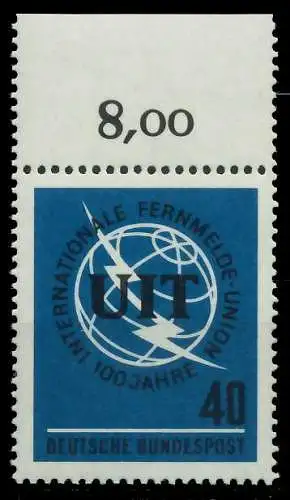 8,00
INTERNATIONALE FERNMELDE-UNION
100 JAHRE
UIT
40
DEUTSCHE BUNDESPOST